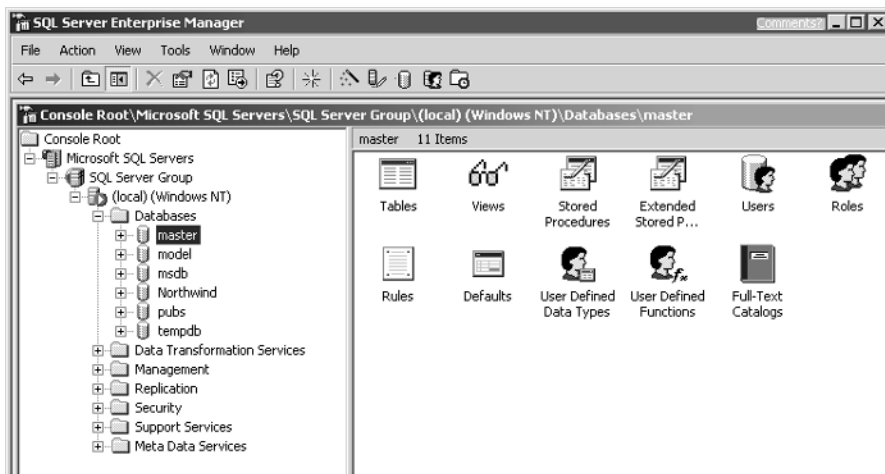 SQL Server Enterprise Manager
Comments?
File Action View Tools Window Help
Console Root\Microsoft SQL Servers\SQL Server Group\(local) (Windows NT)\Databases\master
Console Root
Microsoft SQL Servers
SQL Server Group
(local) (Windows NT)
Databases
master
model
msdb
Northwind
pubs
tempdb
Data Transformation Services
Management
Replication
Security
Support Services
Meta Data Services
master 11 Items
Tables
Views
Stored
Procedures
Extended
Stored P...
Users
Roles
Rules
Defaults
User Defined
Data Types
User Defined
Functions
Full-Text
Catalogs